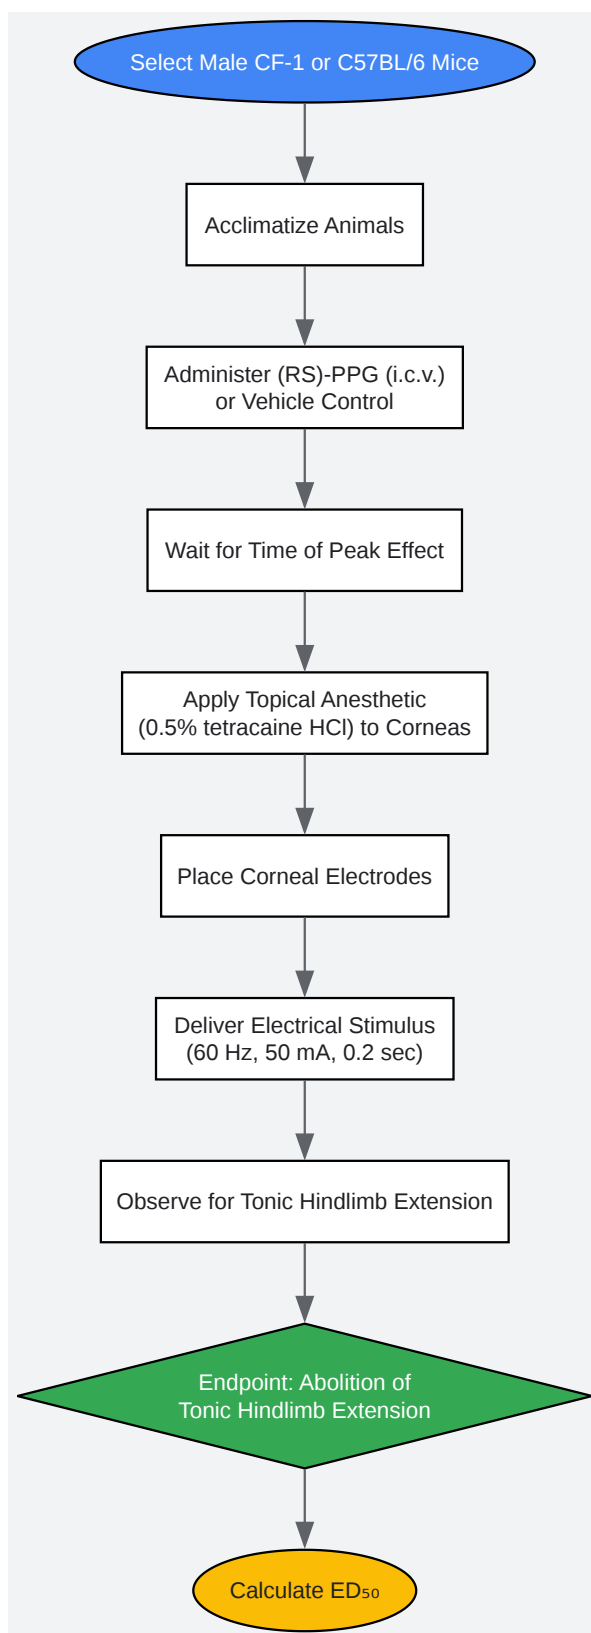 Select Male CF-1 or C57BL/6 Mice
Acclimatize Animals
Administer (RS)-PPG (i.c.v.)
or Vehicle Control
Wait for Time of Peak Effect
Apply Topical Anesthetic
(0.5% tetracaine HCl) to Corneas
Place Corneal Electrodes
Deliver Electrical Stimulus
(60 Hz, 50 mA, 0.2 sec)
Observe for Tonic Hindlimb Extension
Endpoint: Abolition of
Tonic Hindlimb Extension
Calculate ED₅₀